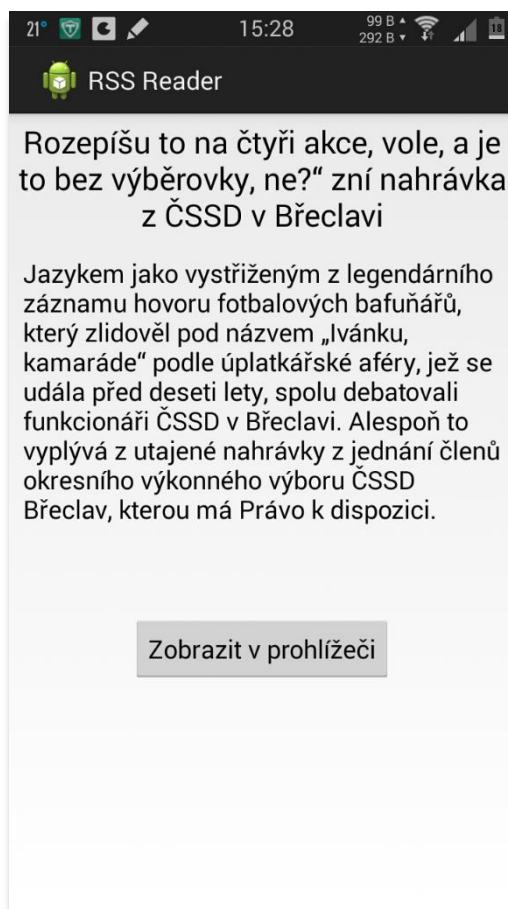 21°
15:28
99 B
292 B
18
RSS Reader
Rozepíšu to na čtyři akce, vole, a je
to bez výběrovky, ne?“ zní nahrávka
z ČSSD v Břeclavi
Jazykem jako vystřiženým z legendárního
záznamu hovoru fotbalových bafuňářů,
který zlidověl pod názvem „Ivánku,
kamaráde“ podle úplatkářské aféry, jež se
udála před deseti lety, spolu debatovali
funkcionáři ČSSD v Břeclavi. Alespoň to
vyplývá z utajené nahrávky z jednání členů
okresního výkonného výboru ČSSD
Břeclav, kterou má Právo k dispozici.
Zobrazit v prohlížeči